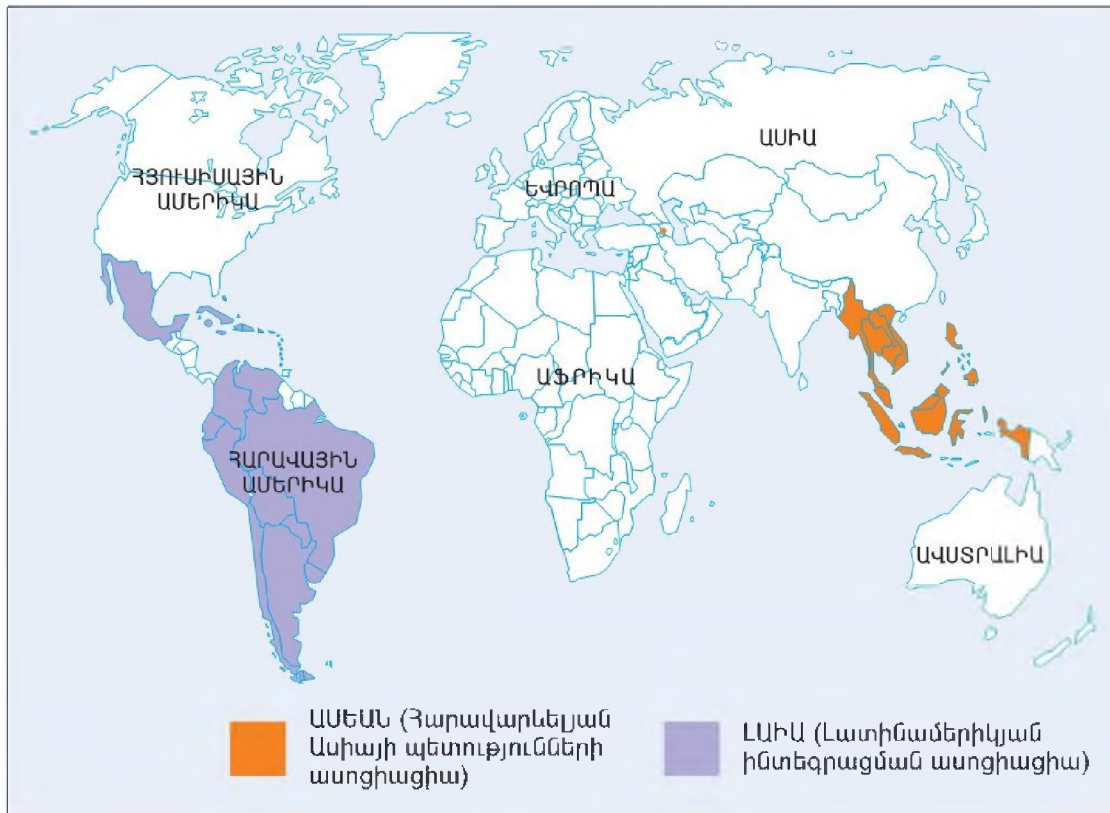 ՀՅՈՒՍԻՍԱՅԻՆ
ԱՄԵՐԻԿԱ
ԵՎՐՈՊԱ
ԱՍԻԱ
ԱՖՐԻԿԱ
ՀԱՐԱՎԱՅԻՆ
ԱՄԵՐԻԿԱ
ԱՎՍՏՐԱԼԻԱ
ԱՍԵԱՆ (Հարավարևելյան
Ասիայի պետությունների
ասոցիացիա)
ԼԱԻԱ (Լատինամերիկյան
ինտեգրացման ասոցիացիա)